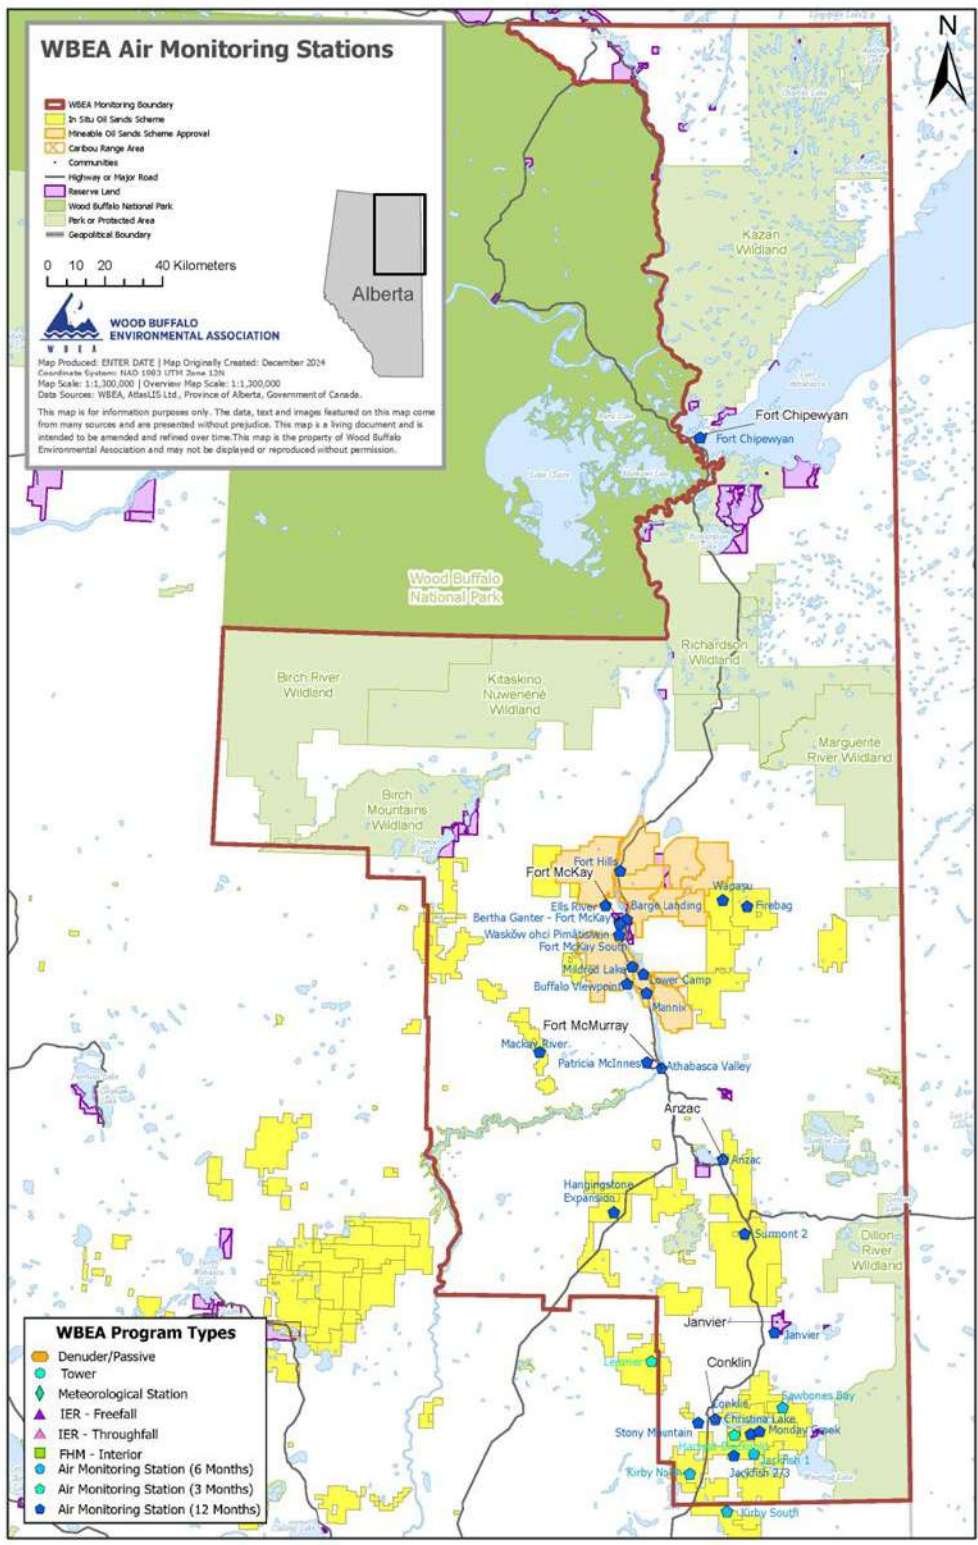 WBEA Air Monitoring Stations
N
WBEA Monitoring Boundary
In Situ Oil Sands Scheme
Mineable Oil Sands Scheme Approval
Caribou Range Area
Communities
Highway or Major Road
Reserve Land
Wood Buffalo National Park
Park or Protected Area
Geopolitical Boundary
0 10 20 40 Kilometers
Alberta
WOOD BUFFALO
ENVIRONMENTAL ASSOCIATION
W B E A
Map Produced: ENTER DATE | Map Originally Created: December 2024
Coordinate System: NAD 1983 UTM Zone 12N
Map Scale: 1:1,300,000 | Overview Map Scale: 1:1,300,000
Data Sources: WBEA, AtlasLIS Ltd., Province of Alberta, Government of Canada.
This map is for information purposes only. The data, text and images featured on this map come
from many sources and are presented without prejudice. This map is a living document and is
intended to be amended and refined over time.This map is the property of Wood Buffalo
Environmental Association and may not be displayed or reproduced without permission.
Kazan
Wildland
Lake
Athabasca
Fort Chipewyan
Fort Chipewyan
Lake Claire
Wood Buffalo
National Park
Richardson
Wildland
Birch River
Wildland
Kitaskino
Nuwenëné
Wildland
Marguerite
River Wildland
Birch
Mountains
Wildland
Fort Hills
Fort McKay
Wapasu
Ells River
Barge Landing
Firebag
Bertha Ganter - Fort McKay
Waskōw ohci Pimâtisiwin
Fort McKay South
Mildred Lake
Lower Camp
Buffalo Viewpoint
Mannix
Fort McMurray
Mackay River
Patricia McInnes
Athabasca Valley
Anzac
Anzac
Hangingstone
Expansion
Surmont 2
Dillon
River
Wildland
Janvier
Janvier
Leismer
Conklin
Sawbones Bay
Conklin
Christina Lake
Stony Mountain
Monday Creek
Jackfish 1
Kirby North
Jackfish 2/3
Kirby South
WBEA Program Types
Denuder/Passive
Tower
Meteorological Station
IER - Freefall
IER - Throughfall
FHM - Interior
Air Monitoring Station (6 Months)
Air Monitoring Station (3 Months)
Air Monitoring Station (12 Months)